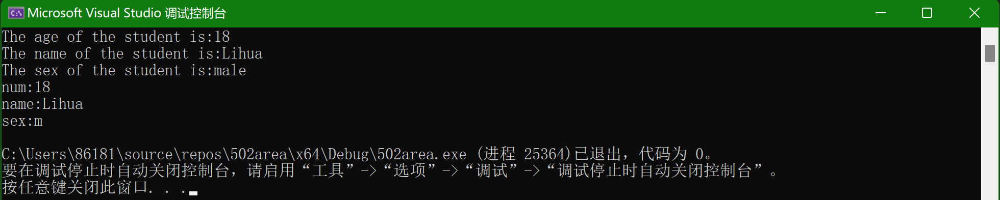 Microsoft Visual Studio 调试控制台
The age of the student is:18
The name of the student is:Lihua
The sex of the student is:male
num:18
name:Lihua
sex:m
C:\Users\86181\source\repos\502area\x64\Debug\502area.exe (进程 25364)已退出，代码为 0。
要在调试停止时自动关闭控制台，请启用“工具”->“选项”->“调试”->“调试停止时自动关闭控制台”。
按任意键关闭此窗口. . .